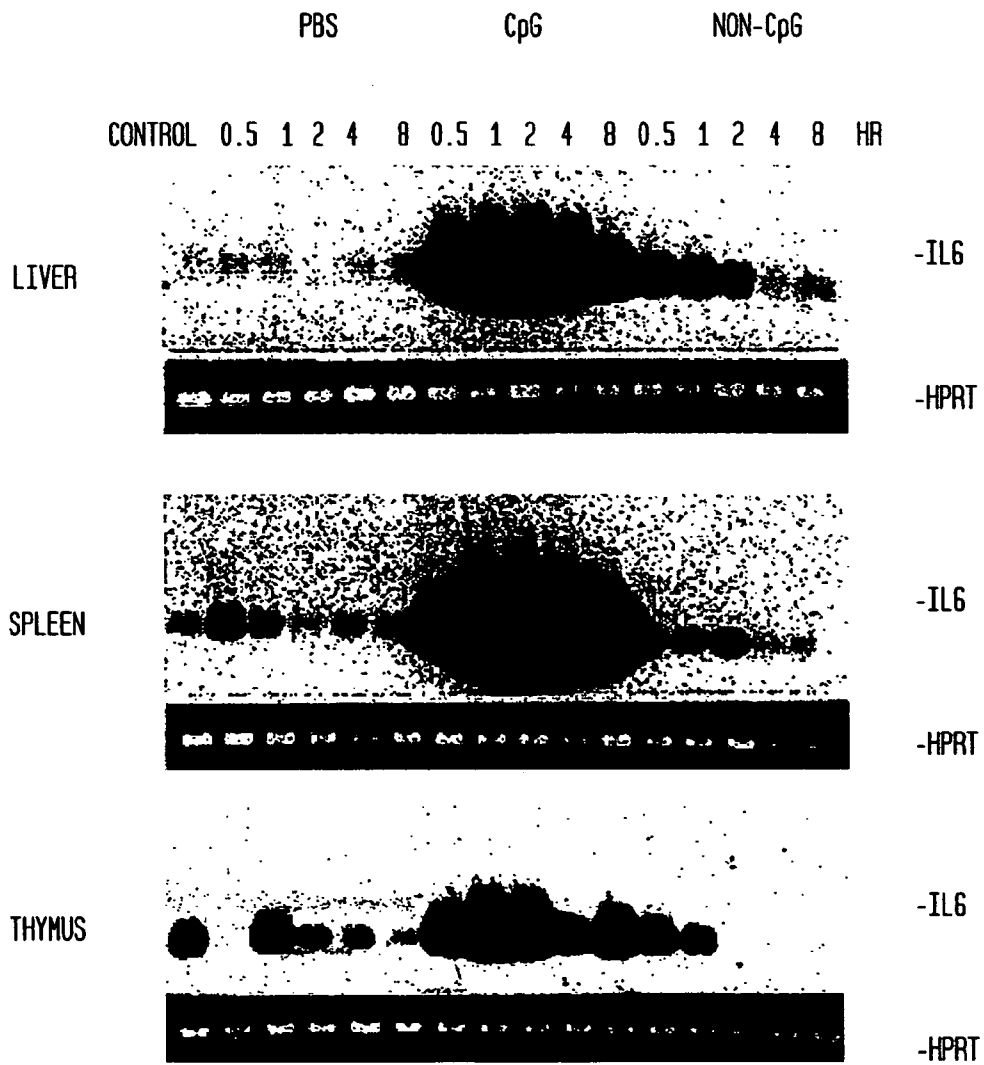 PBS CpG NON-CpG
CONTROL 0.5 1 2 4 8 0.5 1 2 4 8 0.5 1 2 4 8 HR
-IL6
LIVER
-HPRT
-IL6
SPLEEN
-HPRT
-IL6
THYMUS
-HPRT